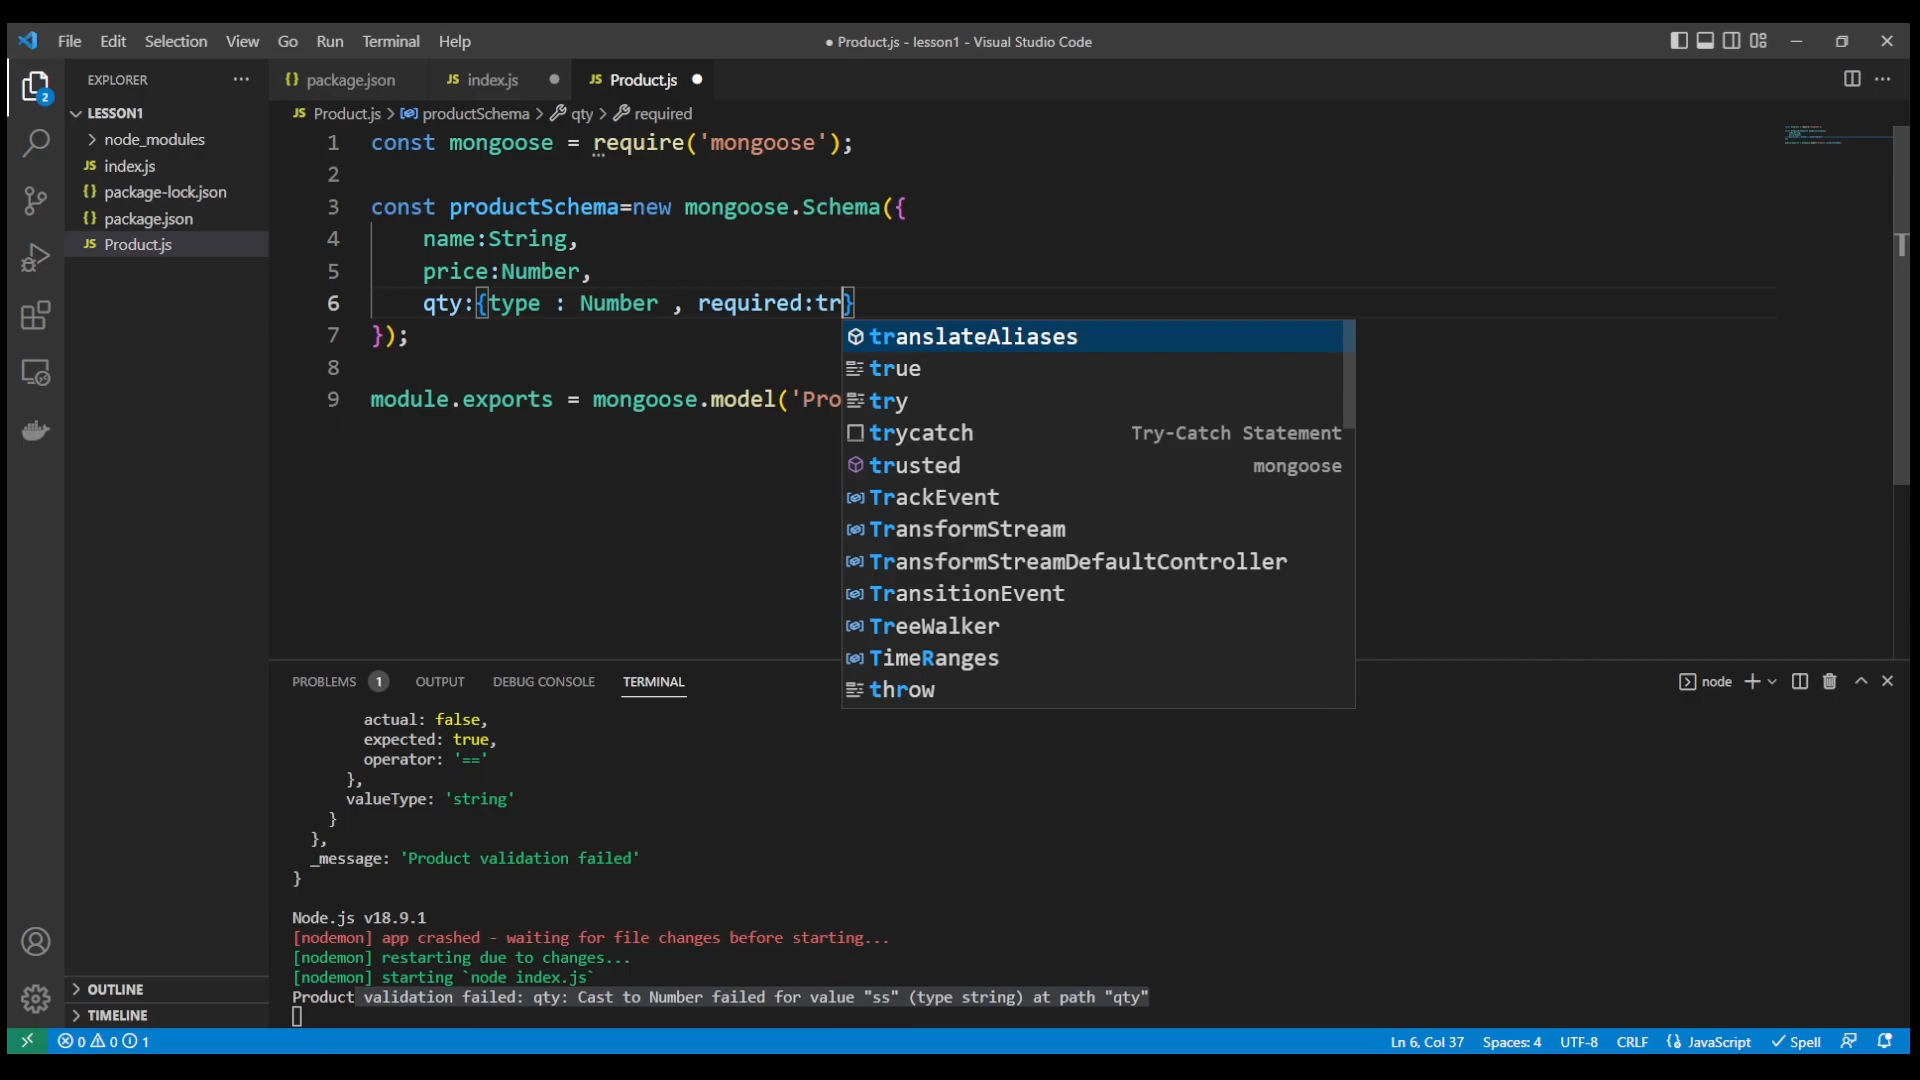 File Edit Selection View Go Run Terminal Help
● Product.js - lesson1 - Visual Studio Code
2
EXPLORER ...
LESSON1
node_modules
JS index.js
{} package-lock.json
{} package.json
JS Product.js
OUTLINE
TIMELINE
{} package.json JS index.js ● JS Product.js ●
JS Product.js > productSchema > qty > required
1 const mongoose = require('mongoose');
2
3 const productSchema=new mongoose.Schema({
4 name:String,
5 price:Number,
6 qty:{type : Number , required:tr}
7 });
8
9 module.exports = mongoose.model('Pro
translateAliases
true
try
trycatch Try-Catch Statement
trusted mongoose
TrackEvent
TransformStream
TransformStreamDefaultController
TransitionEvent
TreeWalker
TimeRanges
throw
PROBLEMS 1 OUTPUT DEBUG CONSOLE TERMINAL
node
actual: false,
expected: true,
operator: '=='
},
valueType: 'string'
}
},
_message: 'Product validation failed'
}
Node.js v18.9.1
[nodemon] app crashed - waiting for file changes before starting...
[nodemon] restarting due to changes...
[nodemon] starting `node index.js`
Product validation failed: qty: Cast to Number failed for value "ss" (type string) at path "qty"
0 0 1
Ln 6, Col 37 Spaces: 4 UTF-8 CRLF {} JavaScript Spell